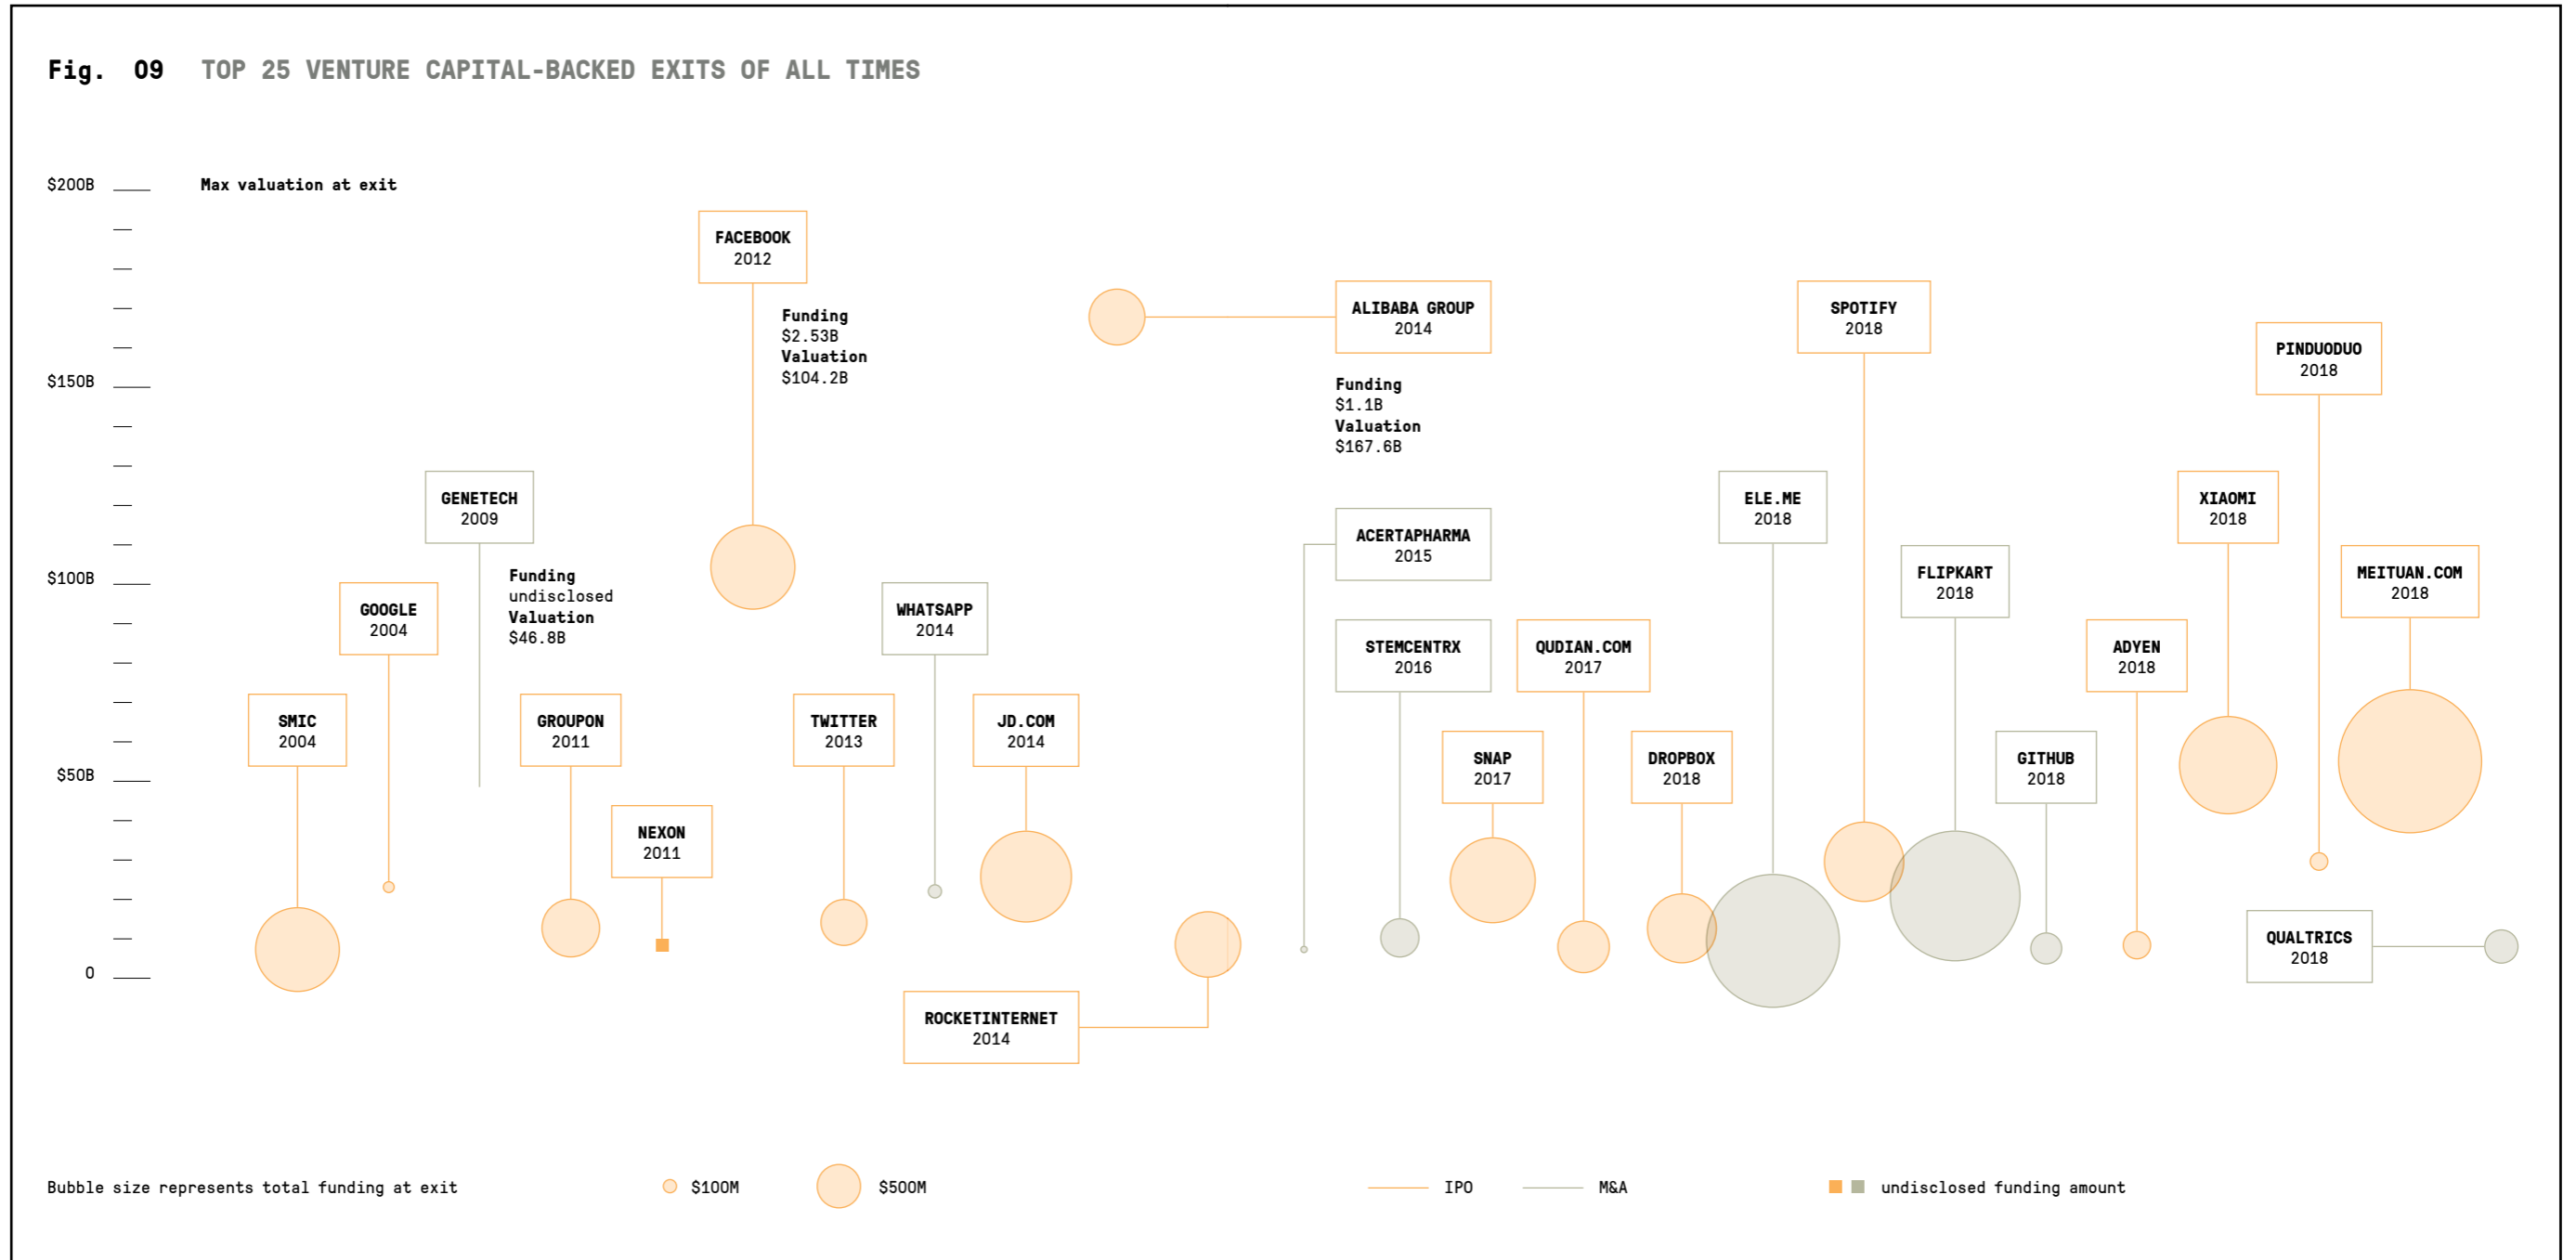 Fig. 09 TOP 25 VENTURE CAPITAL-BACKED EXITS OF ALL TIMES
$200B
Max valuation at exit
$150B
$100B
$50B
0
SMIC
2004
GOOGLE
2004
GENETECH
2009
Funding
undisclosed
Valuation
$46.8B
GROUPON
2011
NEXON
2011
FACEBOOK
2012
Funding
$2.53B
Valuation
$104.2B
TWITTER
2013
WHATSAPP
2014
JD.COM
2014
ROCKETINTERNET
2014
ALIBABA GROUP
2014
Funding
$1.1B
Valuation
$167.6B
ACERTAPHARMA
2015
STEMCENTRX
2016
SNAP
2017
QUDIAN.COM
2017
DROPBOX
2018
ELE.ME
2018
SPOTIFY
2018
FLIPKART
2018
GITHUB
2018
ADYEN
2018
XIAOMI
2018
PINDUODUO
2018
MEITUAN.COM
2018
QUALTRICS
2018
Bubble size represents total funding at exit
$100M
$500M
IPO
M&A
undisclosed funding amount